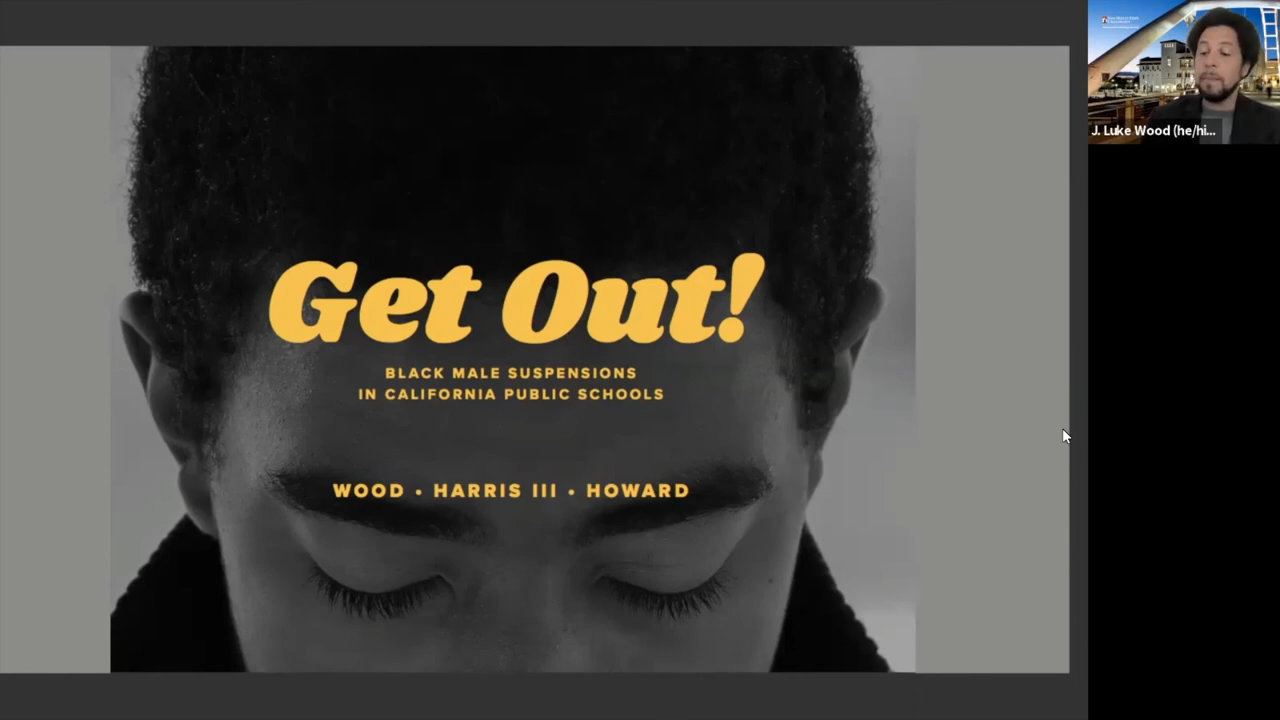 Get Out!
BLACK MALE SUSPENSIONS
IN CALIFORNIA PUBLIC SCHOOLS
WOOD • HARRIS III • HOWARD
J. Luke Wood (he/hi...